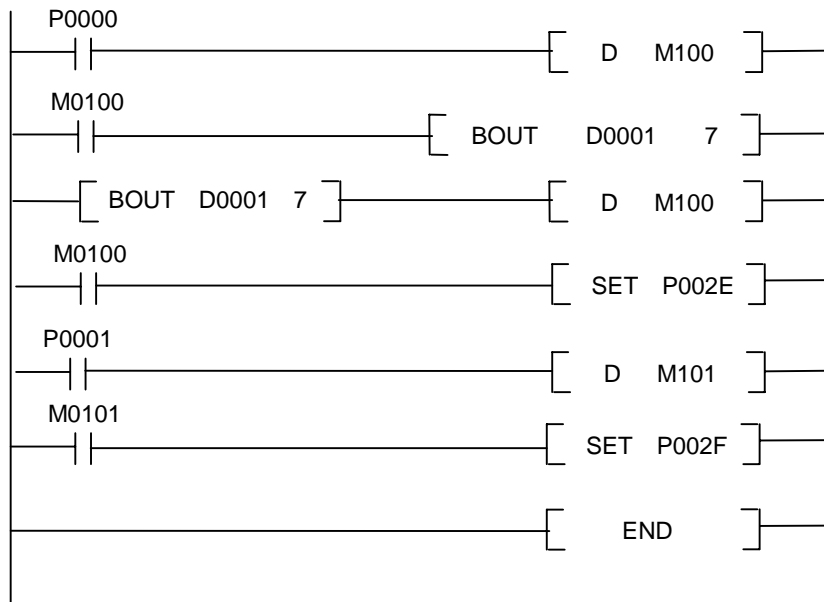 P0000
D M100
M0100
BOUT D0001 7
BOUT D0001 7 D M100
M0100
SET P002E
P0001
D M101
M0101
SET P002F
END